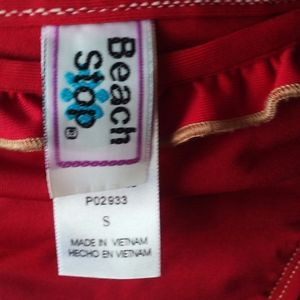 Beach
Stop
P02933
S
MADE IN VIETNAM
HECHO EN VIETNAM